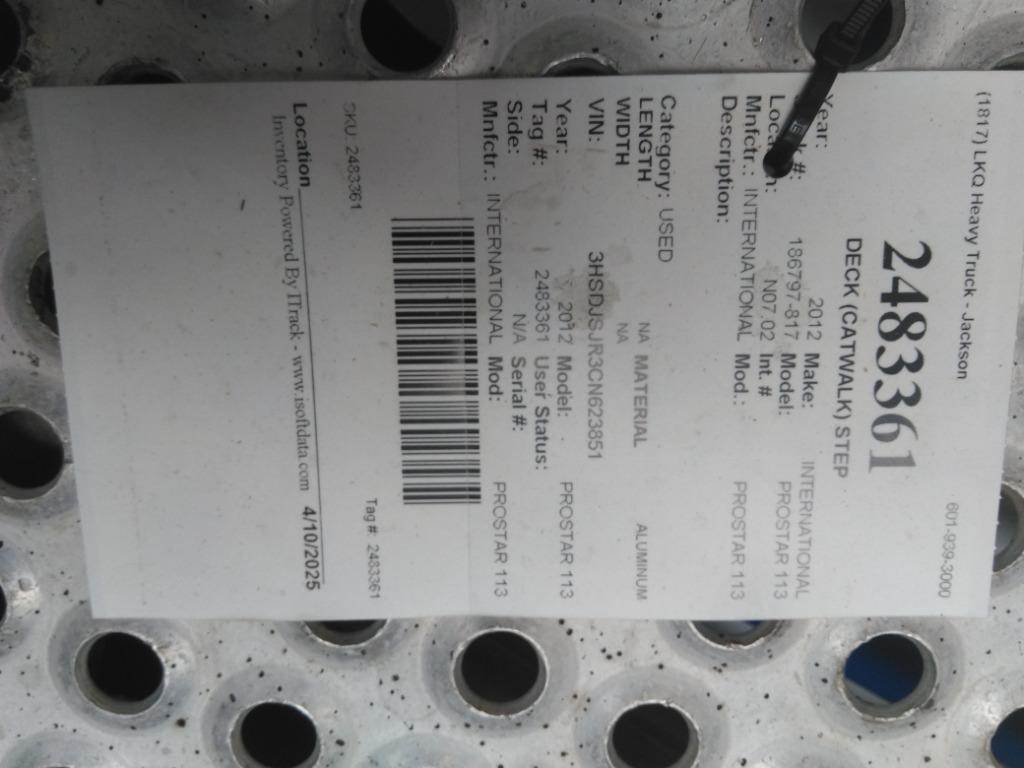 (1817) LKQ Heavy Truck - Jackson 601-939-3000
2483361
DECK (CATWALK) STEP
Year: 2012 Make: INTERNATIONAL
#: 186797-817 Model: PROSTAR 113
N07.02 Int. #
Mnfctr.: INTERNATIONAL Mod.: PROSTAR 113
Description:
Category: USED
LENGTH NA MATERIAL ALUMINUM
WIDTH NA
VIN: 3HSDJSJR3CN623851
Year: 2012 Model: PROSTAR 113
Tag #: 2483361 User Status:
Side: N/A Serial #:
Mnfctr.: INTERNATIONAL Mod: PROSTAR 113
SKU: 2483361 Tag#: 2483361
Location 4/10/2025
Inventory Powered By ITrack - www.isoftdata.com